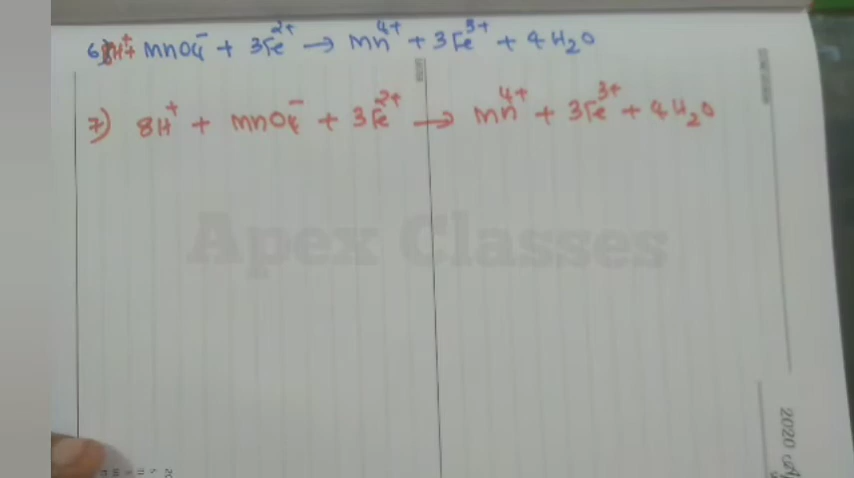 6) 8H⁺ + mnO₄⁻ + 3Fe²⁺ → mn⁴⁺ + 3Fe³⁺ + 4H₂O
7) 8H⁺ + mnO₄⁻ + 3Fe²⁺ → mn⁴⁺ + 3Fe³⁺ + 4H₂O
Apex Classes
2020